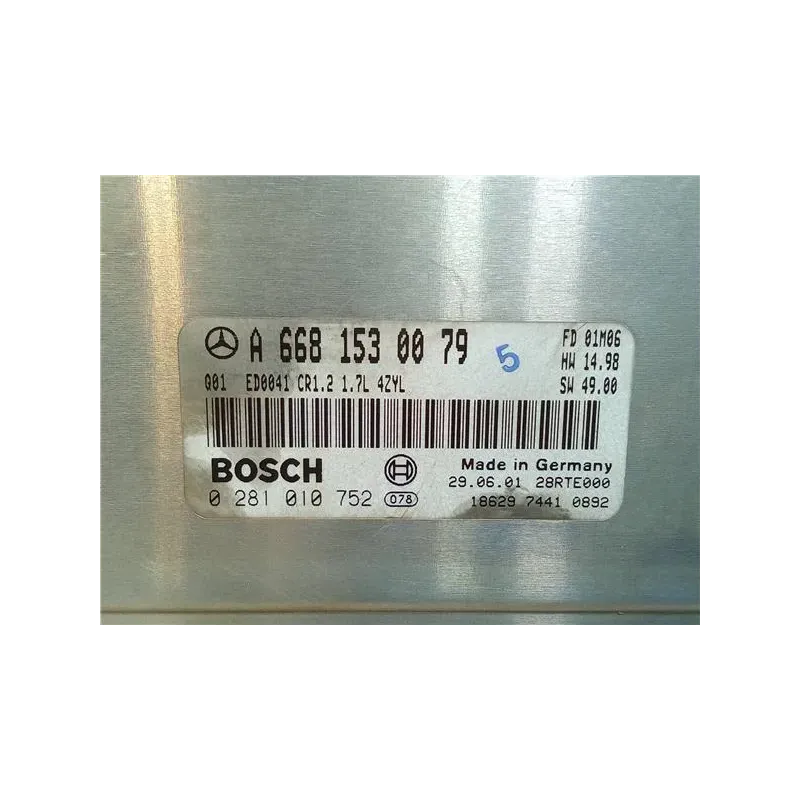 A 668 153 00 79
5
FD 01M06
HW 14.98
SW 49.00
Q01 ED0041 CR1.2 1.7L 4ZYL
BOSCH
0 281 010 752
078
Made in Germany
29.06.01 28RTE000
18629 7441 0892